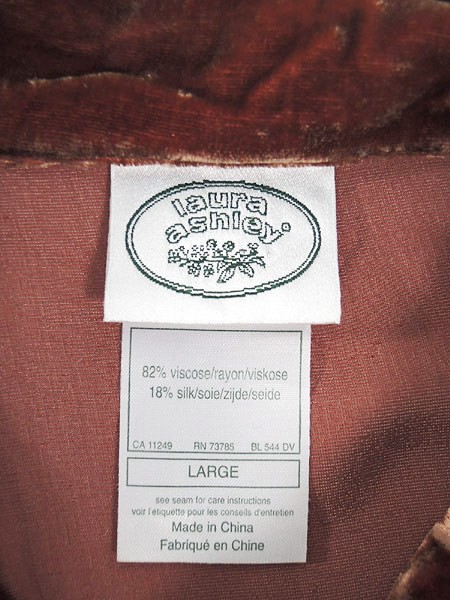 laura
ashley®
82% viscose/rayon/viskose
18% silk/soie/zijde/seide
CA 11249 RN 73785 BL 544 DV
LARGE
see seam for care instructions
voir l'étiquette pour les conseils d'entretien
Made in China
Fabriqué en Chine